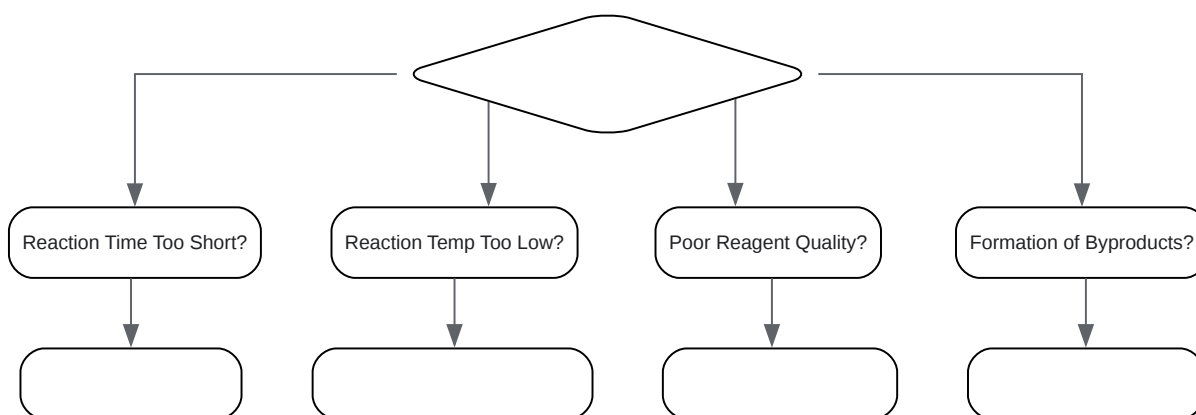 Reaction Time Too Short?
Reaction Temp Too Low?
Poor Reagent Quality?
Formation of Byproducts?